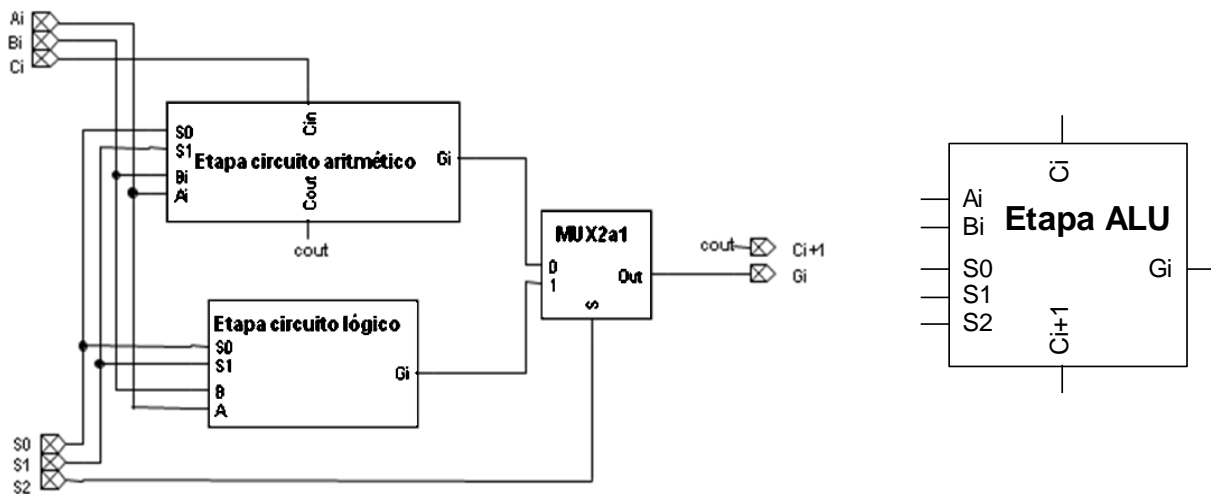 Ai
Bi
Ci
S0
S1
Bi
Ai
Cin
Etapa circuito aritmético
Cout
Gi
cout
Etapa circuito lógico
S0
S1
B
A
Gi
MUX2a1
0
1
Out
S
cout
Ci+1
Gi
S0
S1
S2
Ci
Ai
Bi
Etapa ALU
S0
S1
S2
Gi
Ci+1